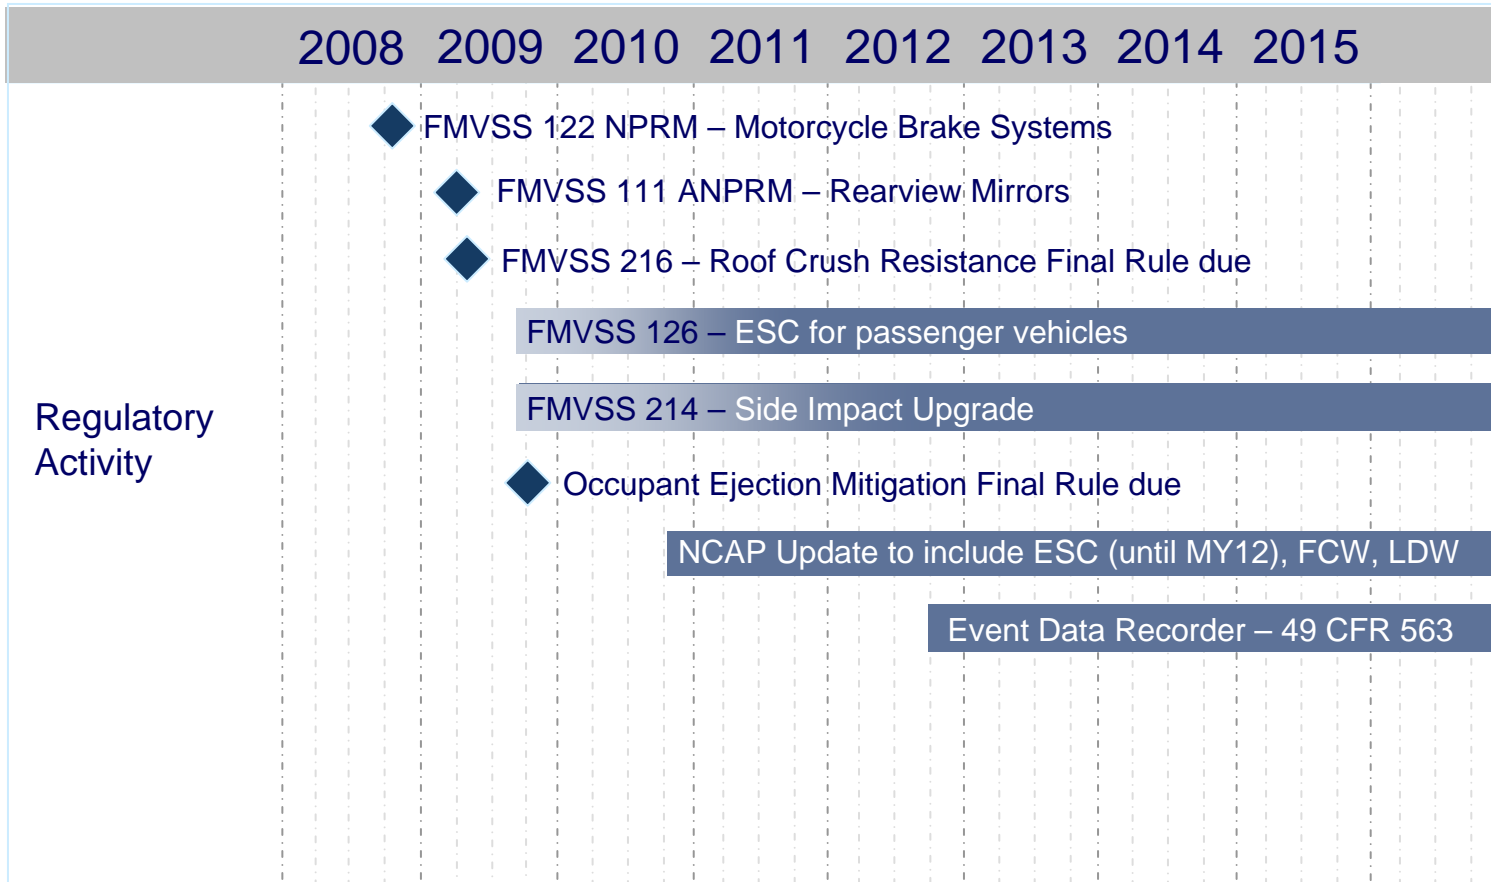 2008 2009 2010 2011 2012 2013 2014 2015
FMVSS 122 NPRM – Motorcycle Brake Systems
FMVSS 111 ANPRM – Rearview Mirrors
FMVSS 216 – Roof Crush Resistance Final Rule due
FMVSS 126 – ESC for passenger vehicles
FMVSS 214 – Side Impact Upgrade
Regulatory
Activity
Occupant Ejection Mitigation Final Rule due
NCAP Update to include ESC (until MY12), FCW, LDW
Event Data Recorder – 49 CFR 563